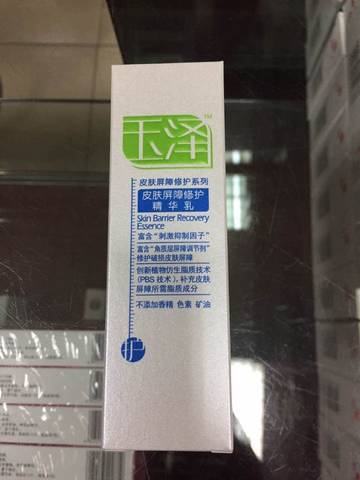 玉泽™
皮肤屏障修护系列
皮肤屏障修护
精华乳
Skin Barrier Recovery
Essence
富含“刺激抑制因子”
富含“角质层屏障调节剂”
修护破损皮肤屏障
创新植物仿生脂质技术
(PBS技术),补充皮肤
屏障所需脂质成分
不添加香精 色素 矿油
护